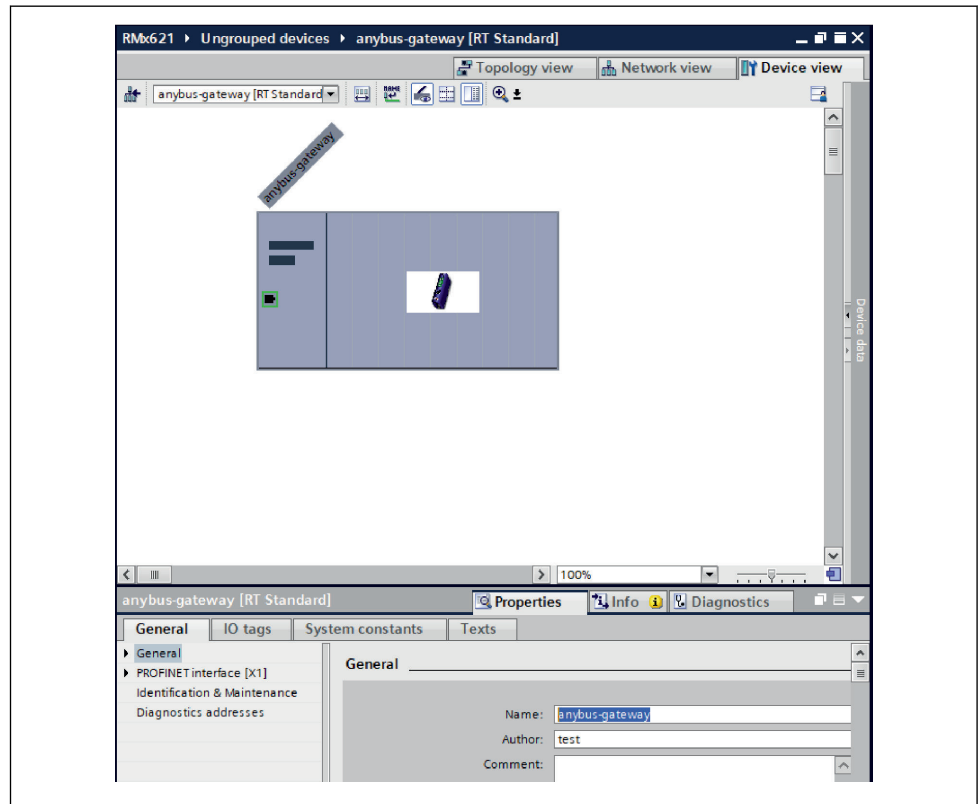 RMx621 ▸ Ungrouped devices ▸ anybus-gateway [RT Standard]
Topology view Network view Device view
anybus-gateway [RT Standard
anybus-gateway
Device data
100%
anybus-gateway [RT Standard] Properties Info Diagnostics
General IO tags System constants Texts
General
PROFINET interface [X1]
Identification & Maintenance
Diagnostics addresses
General
Name: anybus-gateway
Author: test
Comment: